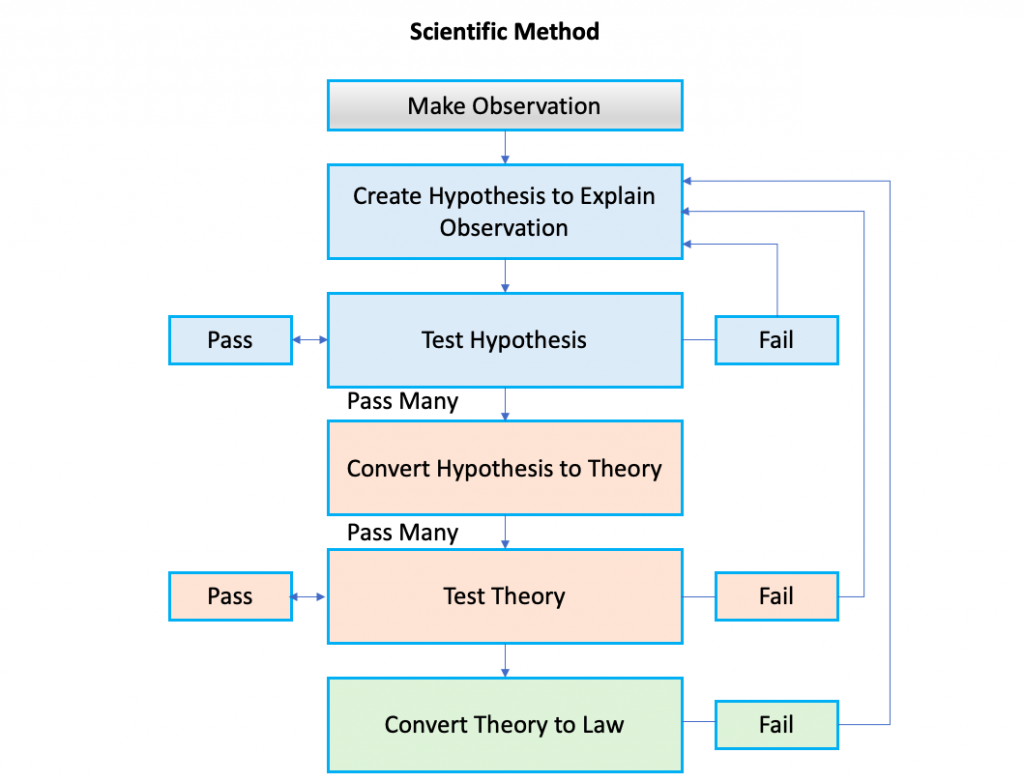 Scientific Method
Make Observation
Create Hypothesis to Explain
Observation
Pass
Test Hypothesis
Fail
Pass Many
Convert Hypothesis to Theory
Pass Many
Pass
Test Theory
Fail
Convert Theory to Law
Fail